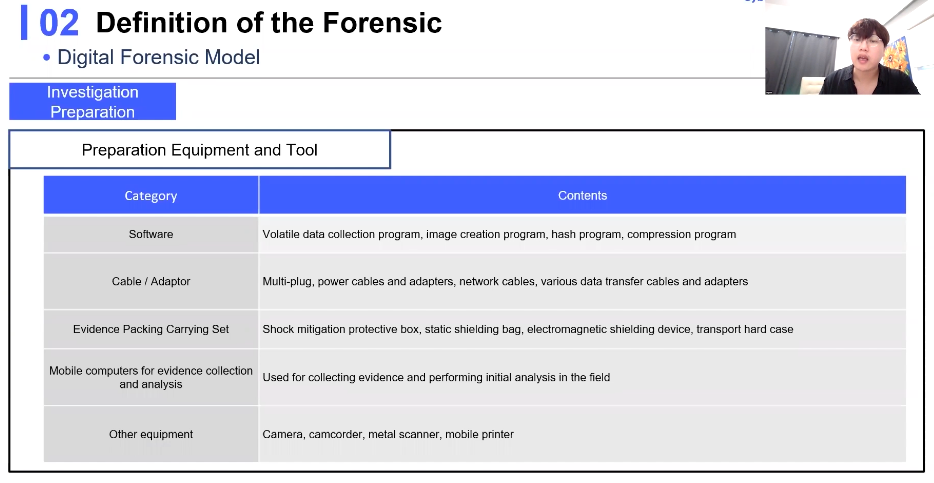 02 Definition of the Forensic
• Digital Forensic Model
Investigation
Preparation
Preparation Equipment and Tool
Category Contents
Software Volatile data collection program, image creation program, hash program, compression program
Cable / Adaptor Multi-plug, power cables and adapters, network cables, various data transfer cables and adapters
Evidence Packing Carrying Set Shock mitigation protective box, static shielding bag, electromagnetic shielding device, transport hard case
Mobile computers for evidence collection
and analysis Used for collecting evidence and performing initial analysis in the field
Other equipment Camera, camcorder, metal scanner, mobile printer